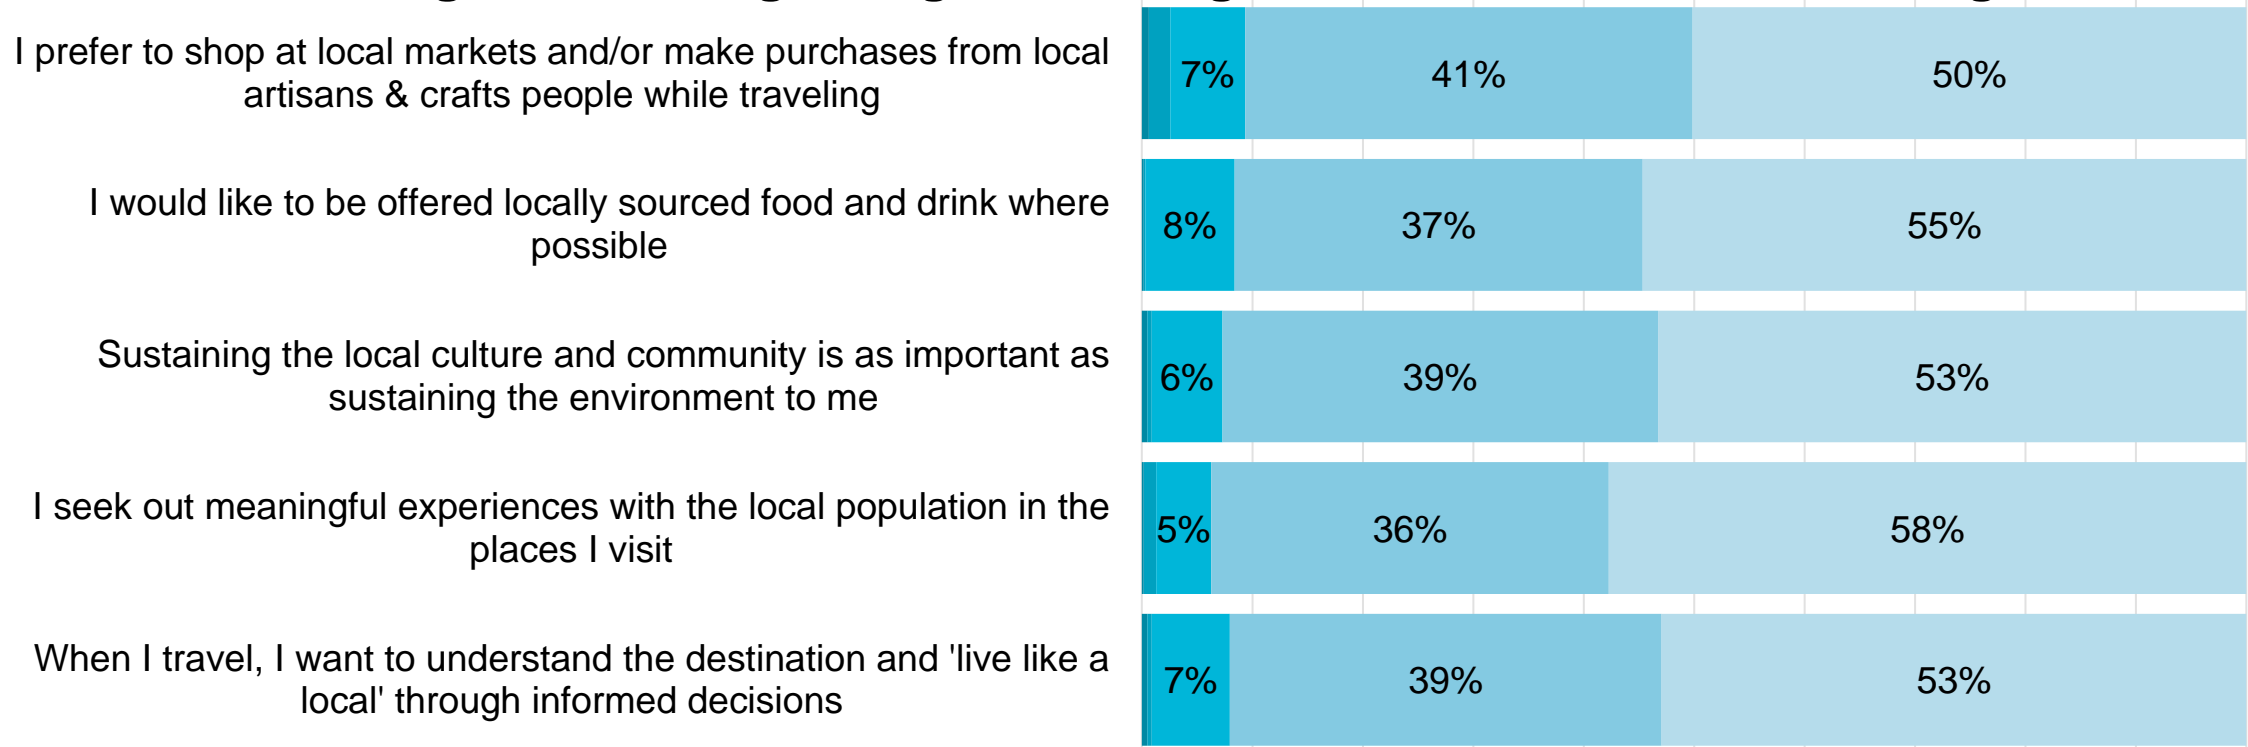 I prefer to shop at local markets and/or make purchases from local
artisans & crafts people while traveling
7% 41% 50%
I would like to be offered locally sourced food and drink where
possible
8% 37% 55%
Sustaining the local culture and community is as important as
sustaining the environment to me
6% 39% 53%
I seek out meaningful experiences with the local population in the
places I visit
5% 36% 58%
When I travel, I want to understand the destination and 'live like a
local' through informed decisions
7% 39% 53%